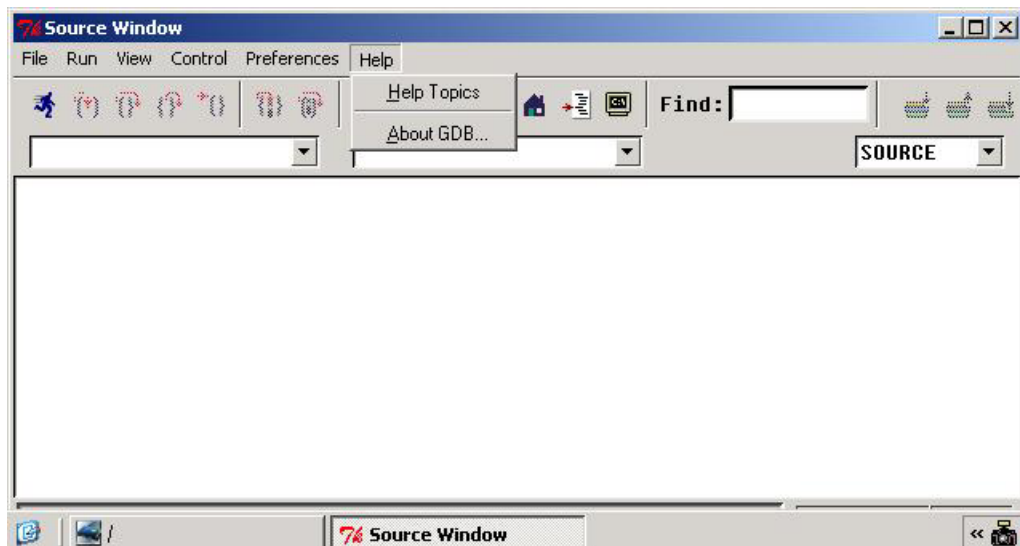 Source Window
File Run View Control Preferences Help
Help Topics
Find:
About GDB...
SOURCE
/
Source Window
«